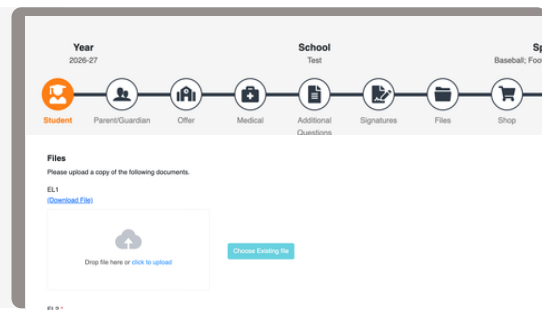 Year
2026-27
School
Test
Sp
Baseball; Foo
Student
Parent/Guardian
Offer
Medical
Additional
Questions
Signatures
Files
Shop
Files
Please upload a copy of the following documents.
EL1
(Download File)
Drop file here or click to upload
Choose Existing file
EL2 *